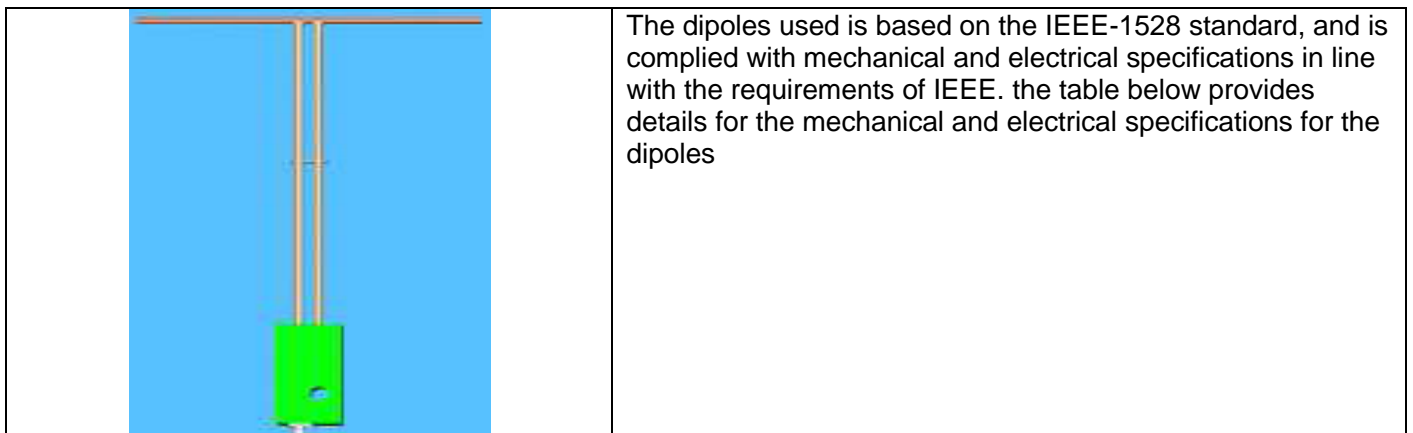 The dipoles used is based on the IEEE-1528 standard, and is
complied with mechanical and electrical specifications in line
with the requirements of IEEE. the table below provides
details for the mechanical and electrical specifications for the
dipoles